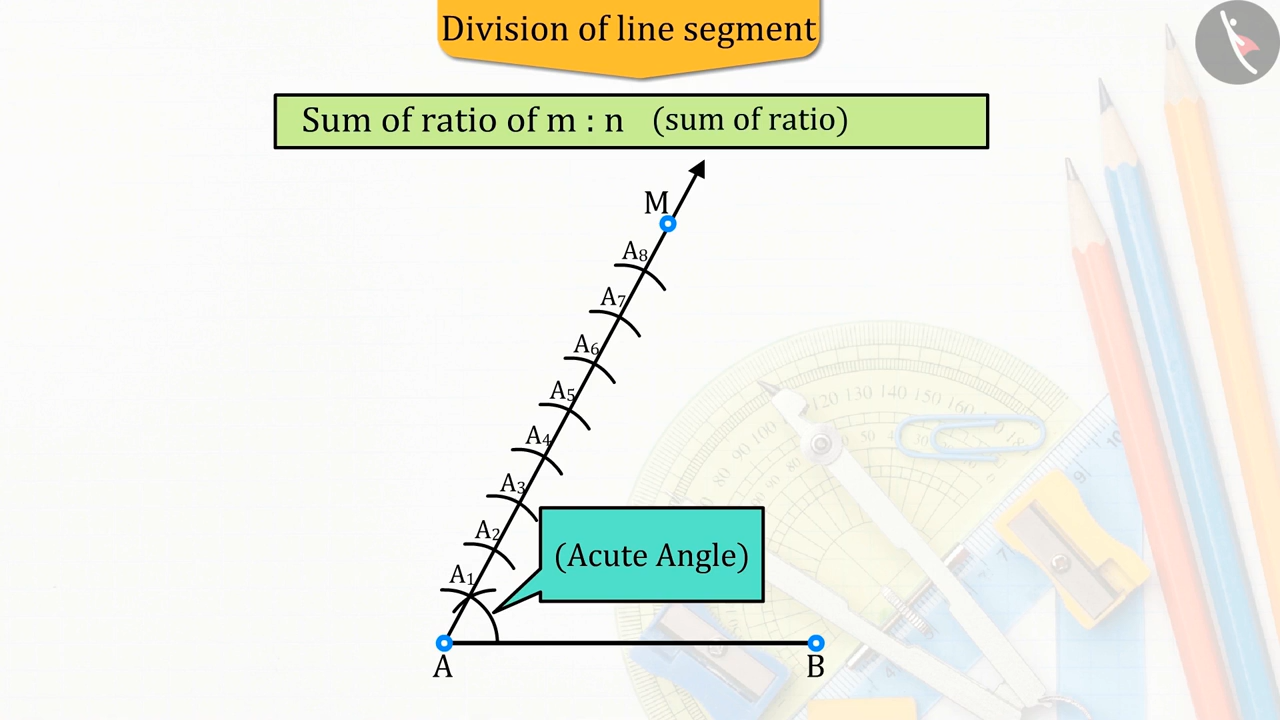 Division of line segment
Sum of ratio of m : n (sum of ratio)
M
A8
A7
A6
A5
A4
A3
A2
(Acute Angle)
A1
A
B